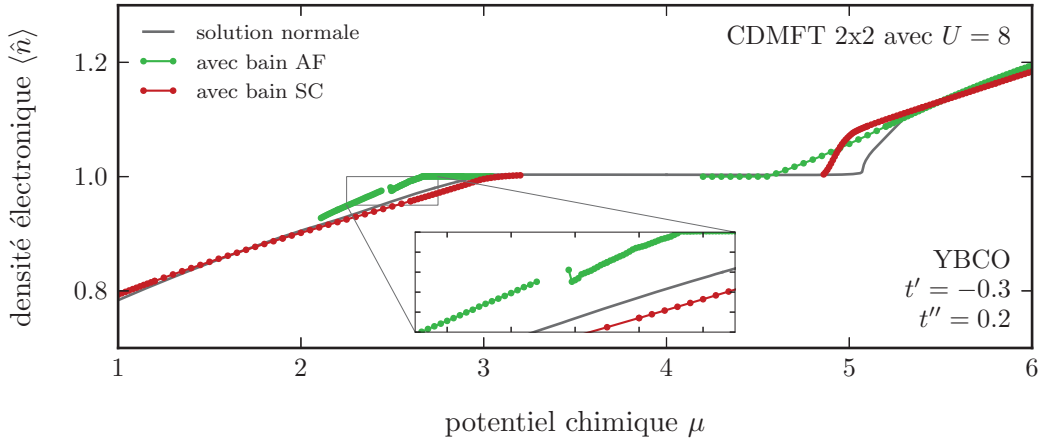 densité électronique ⟨n̂⟩
1.2
1.0
0.8
solution normale
avec bain AF
avec bain SC
CDMFT 2x2 avec U = 8
YBCO
t′ = −0.3
t′′ = 0.2
1 2 3 4 5 6
potentiel chimique μ